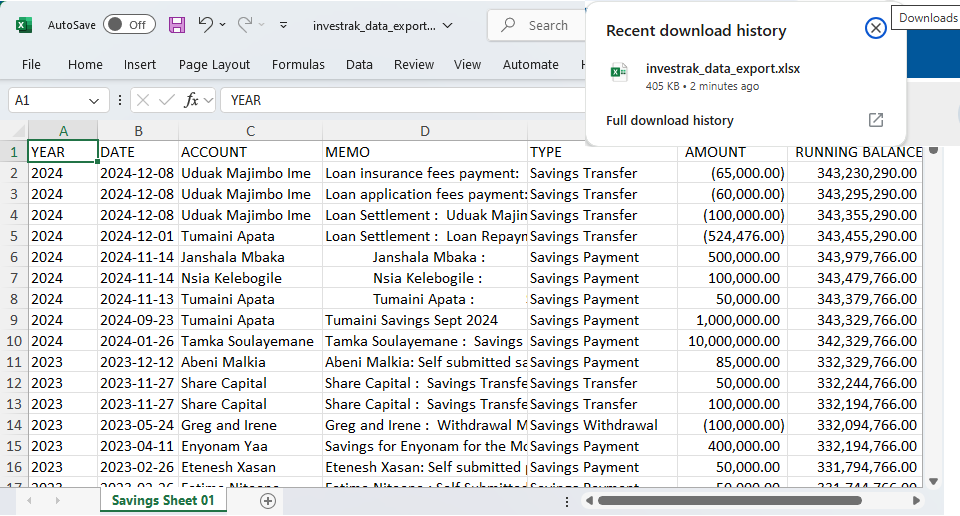 AutoSave Off investrak_data_export... Search
Recent download history
Downloads
investrak_data_export.xlsx
405 KB • 2 minutes ago
Full download history
File Home Insert Page Layout Formulas Data Review View Automate
A1 fx YEAR
A B C D
1 YEAR DATE ACCOUNT MEMO TYPE AMOUNT RUNNING BALANCE
2 2024 2024-12-08 Uduak Majimbo Ime Loan insurance fees payment: Savings Transfer (65,000.00) 343,230,290.00
3 2024 2024-12-08 Uduak Majimbo Ime Loan application fees payment: Savings Transfer (60,000.00) 343,295,290.00
4 2024 2024-12-08 Uduak Majimbo Ime Loan Settlement : Uduak Majim Savings Transfer (100,000.00) 343,355,290.00
5 2024 2024-12-01 Tumaini Apata Loan Settlement : Loan Repaym Savings Transfer (524,476.00) 343,455,290.00
6 2024 2024-11-14 Janshala Mbaka Janshala Mbaka : Savings Payment 500,000.00 343,979,766.00
7 2024 2024-11-14 Nsia Kelebogile Nsia Kelebogile : Savings Payment 100,000.00 343,479,766.00
8 2024 2024-11-13 Tumaini Apata Tumaini Apata : Savings Payment 50,000.00 343,379,766.00
9 2024 2024-09-23 Tumaini Apata Tumaini Savings Sept 2024 Savings Payment 1,000,000.00 343,329,766.00
10 2024 2024-01-26 Tamka Soulayemane Tamka Soulayemane : Savings Savings Payment 10,000,000.00 342,329,766.00
11 2023 2023-12-12 Abeni Malkia Abeni Malkia: Self submitted sa Savings Payment 85,000.00 332,329,766.00
12 2023 2023-11-27 Share Capital Share Capital : Savings Transfe Savings Transfer 50,000.00 332,244,766.00
13 2023 2023-11-27 Share Capital Share Capital : Savings Transfe Savings Transfer 100,000.00 332,194,766.00
14 2023 2023-05-24 Greg and Irene Greg and Irene : Withdrawal M Savings Withdrawal (100,000.00) 332,094,766.00
15 2023 2023-04-11 Enyonam Yaa Savings for Enyonam for the Mo Savings Payment 400,000.00 332,194,766.00
16 2023 2023-02-26 Etenesh Xasan Etenesh Xasan: Self submitted Savings Payment 50,000.00 331,794,766.00
Savings Sheet 01